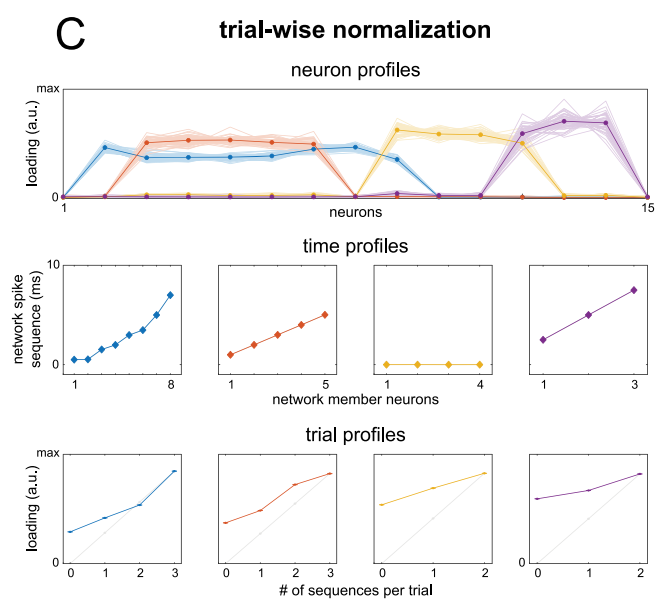 C
trial-wise normalization
neuron profiles
max
loading (a.u.)
0
1 neurons 15
time profiles
10
network spike
sequence (ms)
0
1 8 1 5 1 4 1 3
network member neurons
trial profiles
max
loading (a.u.)
0 0
0 1 2 3 0 1 2 3 0 1 2 0 1 2
# of sequences per trial